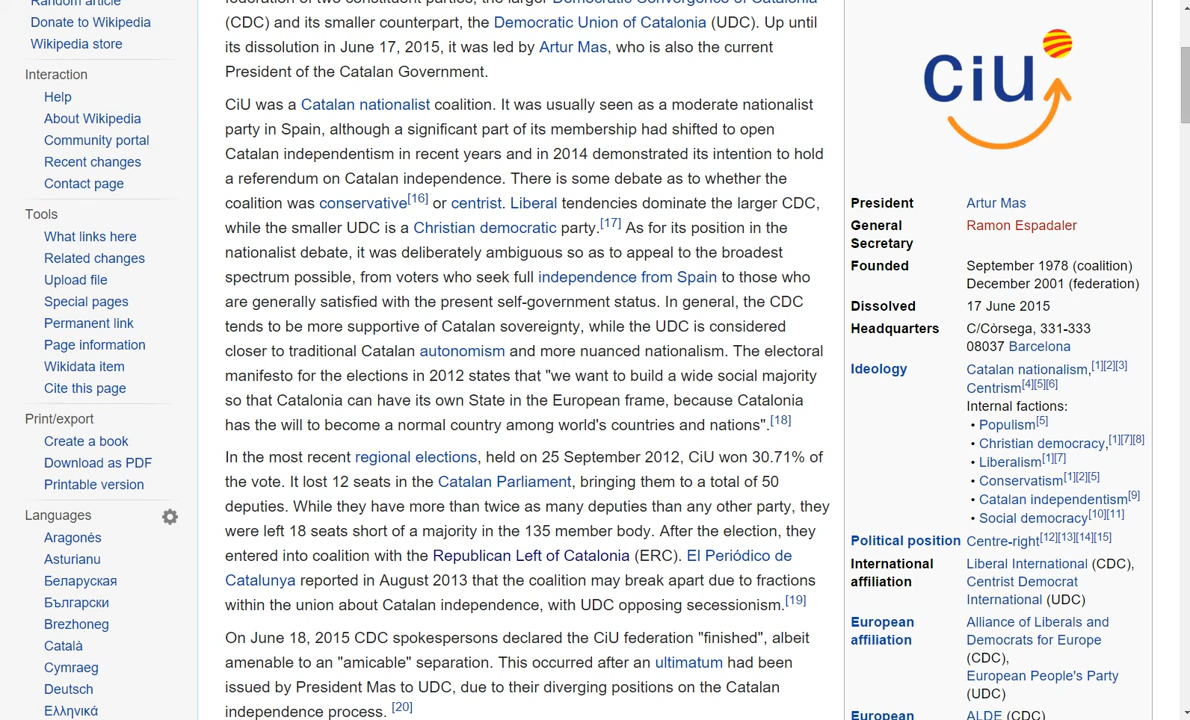 Random article
Donate to Wikipedia
Wikipedia store
Interaction
Help
About Wikipedia
Community portal
Recent changes
Contact page
Tools
What links here
Related changes
Upload file
Special pages
Permanent link
Page information
Wikidata item
Cite this page
Print/export
Create a book
Download as PDF
Printable version
Languages
Aragonés
Asturianu
Беларуская
Български
Brezhoneg
Català
Cymraeg
Deutsch
Ελληνικά
federation of two constituent parties, the larger Democratic Convergence of Catalonia
(CDC) and its smaller counterpart, the Democratic Union of Catalonia (UDC). Up until
its dissolution in June 17, 2015, it was led by Artur Mas, who is also the current
President of the Catalan Government.
CiU was a Catalan nationalist coalition. It was usually seen as a moderate nationalist
party in Spain, although a significant part of its membership had shifted to open
Catalan independentism in recent years and in 2014 demonstrated its intention to hold
a referendum on Catalan independence. There is some debate as to whether the
coalition was conservative[16] or centrist. Liberal tendencies dominate the larger CDC,
while the smaller UDC is a Christian democratic party.[17] As for its position in the
nationalist debate, it was deliberately ambiguous so as to appeal to the broadest
spectrum possible, from voters who seek full independence from Spain to those who
are generally satisfied with the present self-government status. In general, the CDC
tends to be more supportive of Catalan sovereignty, while the UDC is considered
closer to traditional Catalan autonomism and more nuanced nationalism. The electoral
manifesto for the elections in 2012 states that "we want to build a wide social majority
so that Catalonia can have its own State in the European frame, because Catalonia
has the will to become a normal country among world's countries and nations".[18]
In the most recent regional elections, held on 25 September 2012, CiU won 30.71% of
the vote. It lost 12 seats in the Catalan Parliament, bringing them to a total of 50
deputies. While they have more than twice as many deputies than any other party, they
were left 18 seats short of a majority in the 135 member body. After the election, they
entered into coalition with the Republican Left of Catalonia (ERC). El Periódico de
Catalunya reported in August 2013 that the coalition may break apart due to fractions
within the union about Catalan independence, with UDC opposing secessionism.[19]
On June 18, 2015 CDC spokespersons declared the CiU federation "finished", albeit
amenable to an "amicable" separation. This occurred after an ultimatum had been
issued by President Mas to UDC, due to their diverging positions on the Catalan
independence process. [20]
CiU
President Artur Mas
General Ramon Espadaler
Secretary
Founded September 1978 (coalition)
December 2001 (federation)
Dissolved 17 June 2015
Headquarters C/Còrsega, 331-333
08037 Barcelona
Ideology Catalan nationalism,[1][2][3]
Centrism[4][5][6]
Internal factions:
• Populism[5]
• Christian democracy,[1][7][8]
• Liberalism[1][7]
• Conservatism[1][2][5]
• Catalan independentism[9]
• Social democracy[10][11]
Political position Centre-right[12][13][14][15]
International Liberal International (CDC),
affiliation Centrist Democrat
International (UDC)
European Alliance of Liberals and
affiliation Democrats for Europe
(CDC),
European People's Party
(UDC)
European ALDE (CDC)